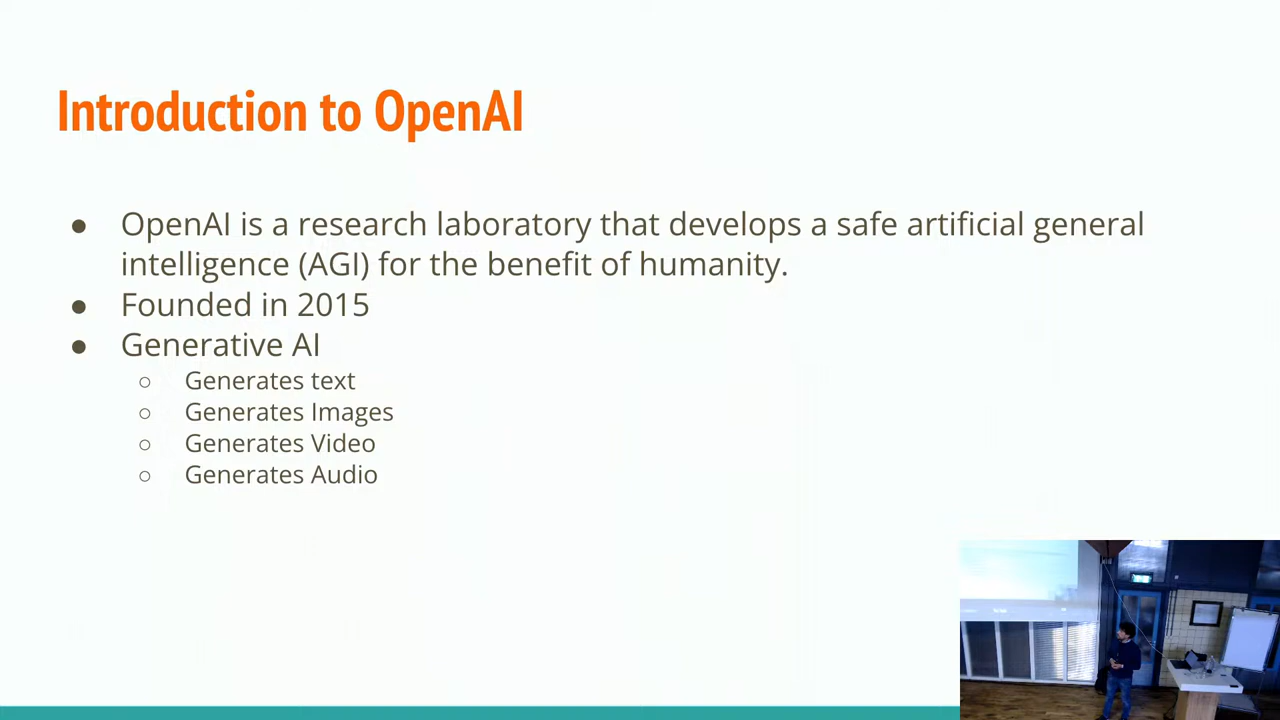 Introduction to OpenAI
● OpenAI is a research laboratory that develops a safe artificial general
intelligence (AGI) for the benefit of humanity.
● Founded in 2015
● Generative AI
○ Generates text
○ Generates Images
○ Generates Video
○ Generates Audio